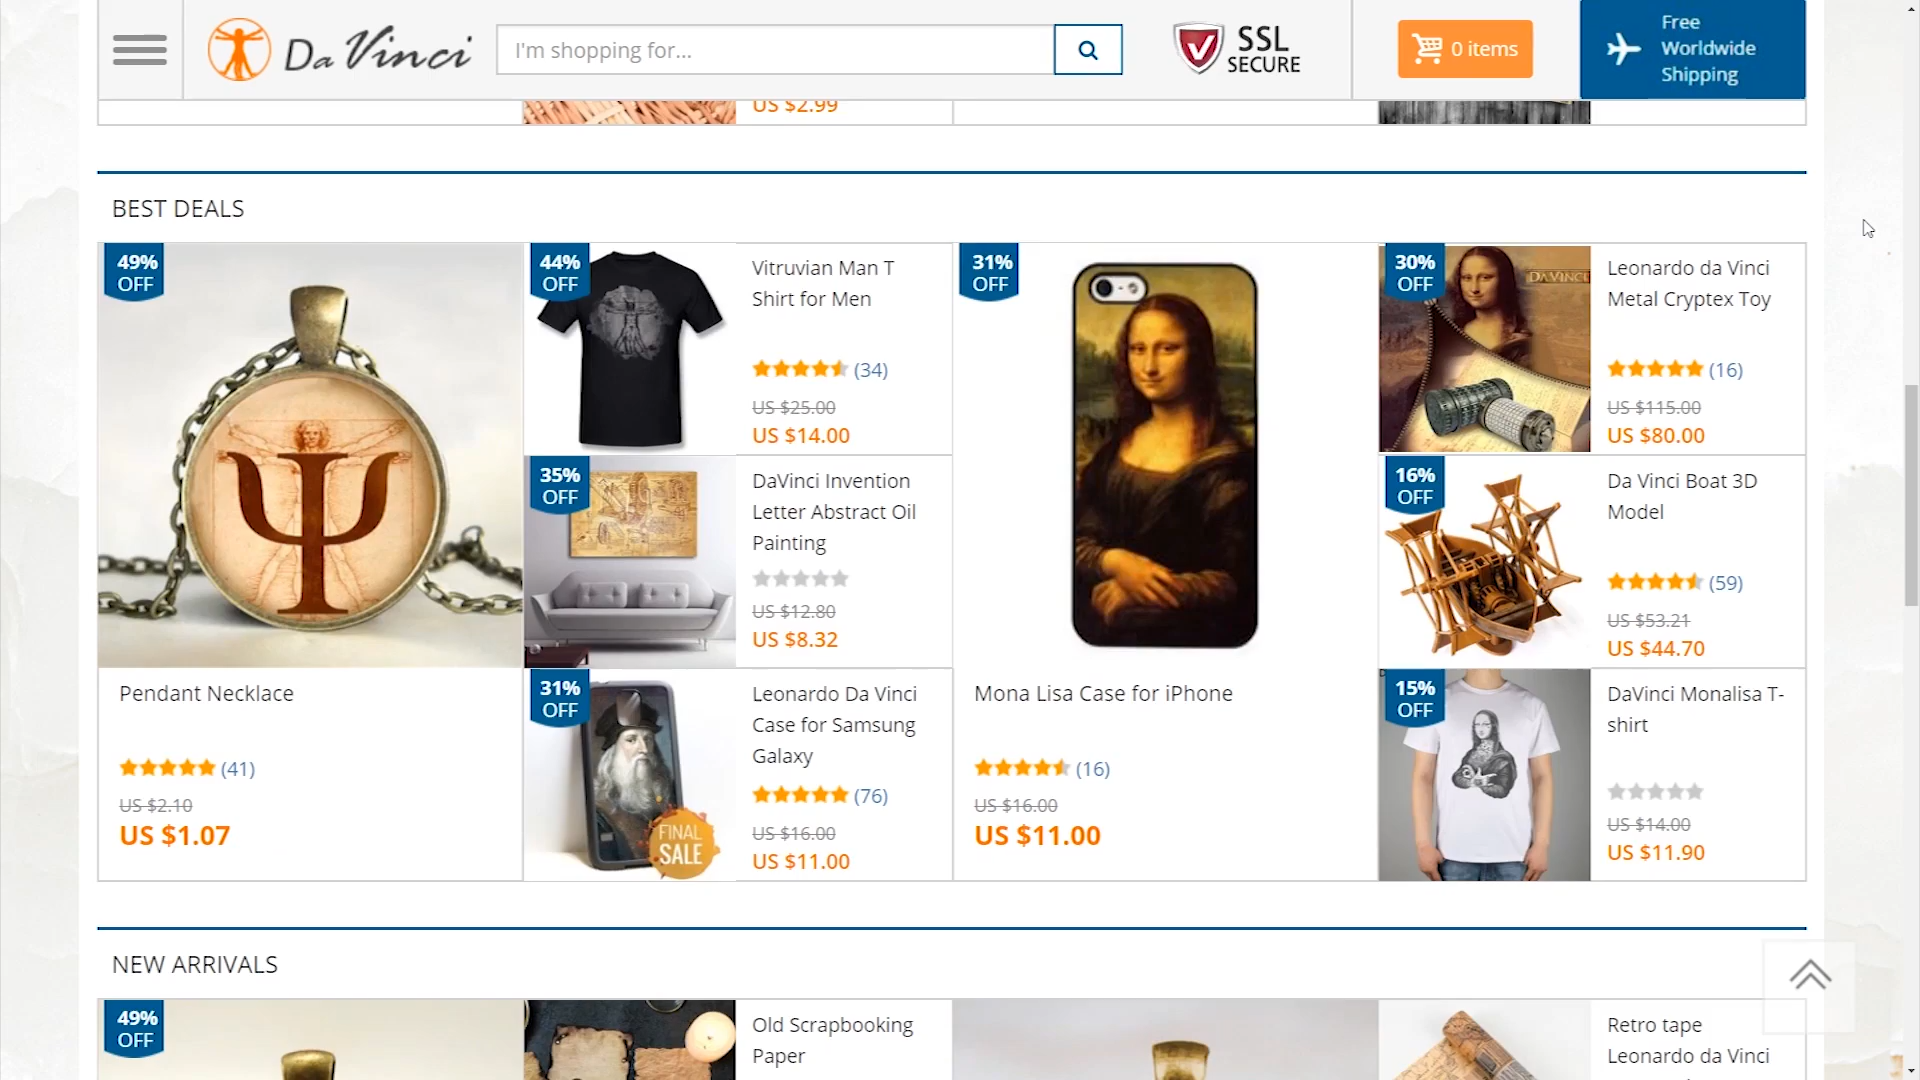 Da Vinci
I'm shopping for...
SSL
SECURE
0 items
Free
Worldwide
Shipping
US $2.99
BEST DEALS
49%
OFF
Pendant Necklace
(41)
US $2.10
US $1.07
44%
OFF
Vitruvian Man T
Shirt for Men
(34)
US $25.00
US $14.00
35%
OFF
DaVinci Invention
Letter Abstract Oil
Painting
US $12.80
US $8.32
31%
OFF
FINAL
SALE
Leonardo Da Vinci
Case for Samsung
Galaxy
(76)
US $16.00
US $11.00
31%
OFF
Mona Lisa Case for iPhone
(16)
US $16.00
US $11.00
30%
OFF
DAVINCI
Leonardo da Vinci
Metal Cryptex Toy
(16)
US $115.00
US $80.00
16%
OFF
Da Vinci Boat 3D
Model
(59)
US $53.21
US $44.70
15%
OFF
DaVinci Monalisa T-
shirt
US $14.00
US $11.90
NEW ARRIVALS
49%
OFF
Old Scrapbooking
Paper
Retro tape
Leonardo da Vinci